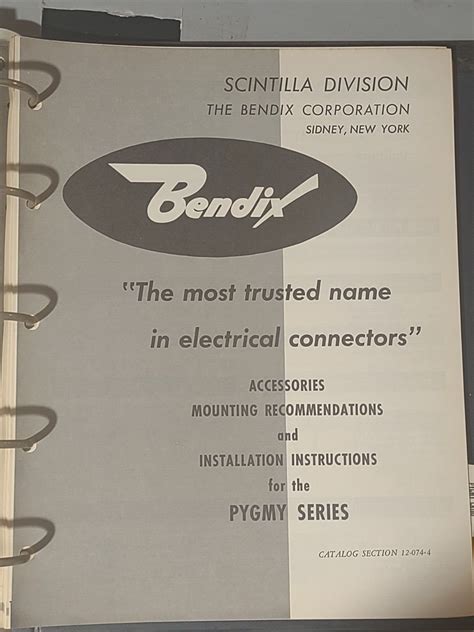 SCINTILLA DIVISION
THE BENDIX CORPORATION
SIDNEY, NEW YORK
Bendix
"The most trusted name
in electrical connectors"
ACCESSORIES
MOUNTING RECOMMENDATIONS
and
INSTALLATION INSTRUCTIONS
for the
PYGMY SERIES
CATALOG SECTION 12-074-4